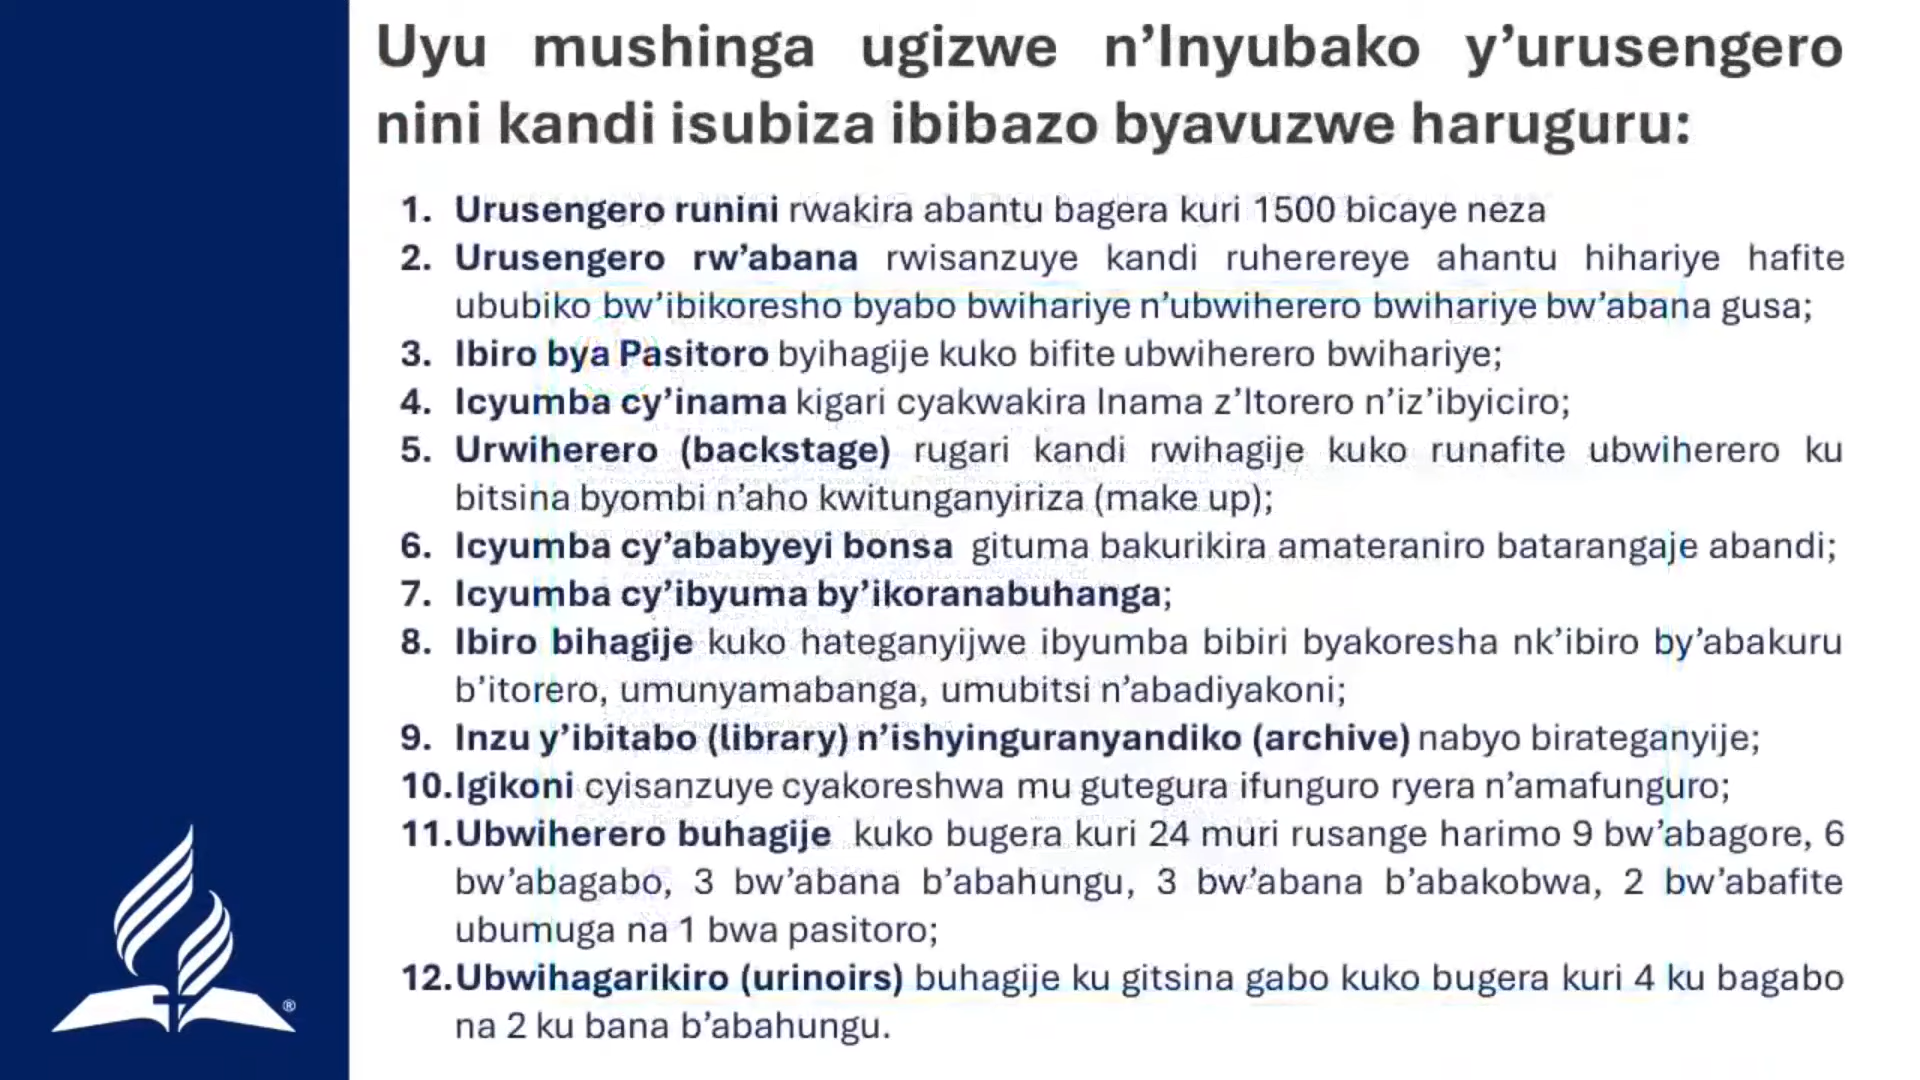 Uyu mushinga ugizwe n’Inyubako y’urusengero
nini kandi isubiza ibibazo byavuzwe haruguru:
1. Urusengero runini rwakira abantu bagera kuri 1500 bicaye neza
2. Urusengero rw’abana rwisanzuye kandi ruherereye ahantu hihariye hafite
ububiko bw’ibikoresho byabo bwihariye n’ubwiherero bwihariye bw’abana gusa;
3. Ibiro bya Pasitoro byihagije kuko bifite ubwiherero bwihariye;
4. Icyumba cy’inama kigari cyakwakira Inama z’Itorero n’iz’ibyiciro;
5. Urwiherero (backstage) rugari kandi rwihagije kuko runafite ubwiherero ku
bitsina byombi n’aho kwitunganyiriza (make up);
6. Icyumba cy’ababyeyi bonsa gituma bakurikira amateraniro batarangaje abandi;
7. Icyumba cy’ibyuma by’ikoranabuhanga;
8. Ibiro bihagije kuko hateganyijwe ibyumba bibiri byakoresha nk’ibiro by’abakuru
b’itorero, umunyamabanga, umubitsi n’abadiyakoni;
9. Inzu y’ibitabo (library) n’ishyinguranyandiko (archive) nabyo birateganyije;
10.Igikoni cyisanzuye cyakoreshwa mu gutegura ifunguro ryera n’amafunguro;
11.Ubwiherero buhagije kuko bugera kuri 24 muri rusange harimo 9 bw’abagore, 6
bw’abagabo, 3 bw’abana b’abahungu, 3 bw’abana b’abakobwa, 2 bw’abafite
ubumuga na 1 bwa pasitoro;
12.Ubwihagarikiro (urinoirs) buhagije ku gitsina gabo kuko bugera kuri 4 ku bagabo
na 2 ku bana b’abahungu.
®